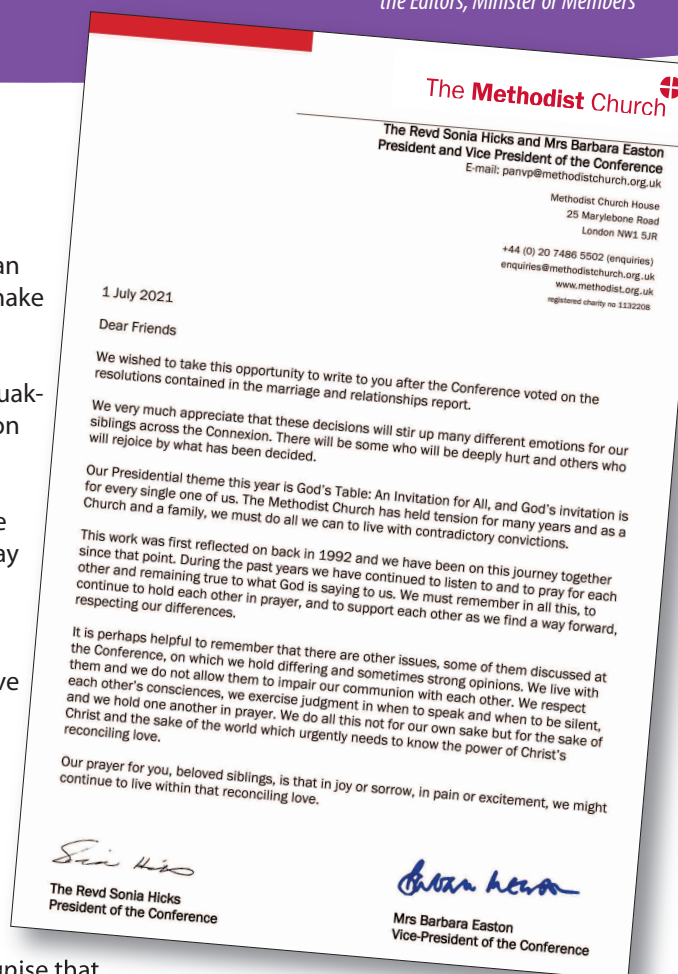 the Editors, Minister or Members
an
nake
uak-
on
e
ay
ve
unise that
The Methodist Church
The Revd Sonia Hicks and Mrs Barbara Easton
President and Vice President of the Conference
E-mail: panvp@methodistchurch.org.uk
Methodist Church House
25 Marylebone Road
London NW1 5JR
+44 (0) 20 7486 5502 (enquiries)
enquiries@methodistchurch.org.uk
www.methodist.org.uk
registered charity no 1132208
1 July 2021
Dear Friends
We wished to take this opportunity to write to you after the Conference voted on the
resolutions contained in the marriage and relationships report.
We very much appreciate that these decisions will stir up many different emotions for our
siblings across the Connexion. There will be some who will be deeply hurt and others who
will rejoice by what has been decided.
Our Presidential theme this year is God's Table: An Invitation for All, and God's invitation is
for every single one of us. The Methodist Church has held tension for many years and as a
Church and a family, we must do all we can to live with contradictory convictions.
This work was first reflected on back in 1992 and we have been on this journey together
since that point. During the past years we have continued to listen to and to pray for each
other and remaining true to what God is saying to us. We must remember in all this, to
continue to hold each other in prayer, and to support each other as we find a way forward,
respecting our differences.
It is perhaps helpful to remember that there are other issues, some of them discussed at
the Conference, on which we hold differing and sometimes strong opinions. We live with
them and we do not allow them to impair our communion with each other. We respect
each other's consciences, we exercise judgment in when to speak and when to be silent,
and we hold one another in prayer. We do all this not for our own sake but for the sake of
Christ and the sake of the world which urgently needs to know the power of Christ's
reconciling love.
Our prayer for you, beloved siblings, is that in joy or sorrow, in pain or excitement, we might
continue to live within that reconciling love.
The Revd Sonia Hicks
President of the Conference
Mrs Barbara Easton
Vice-President of the Conference